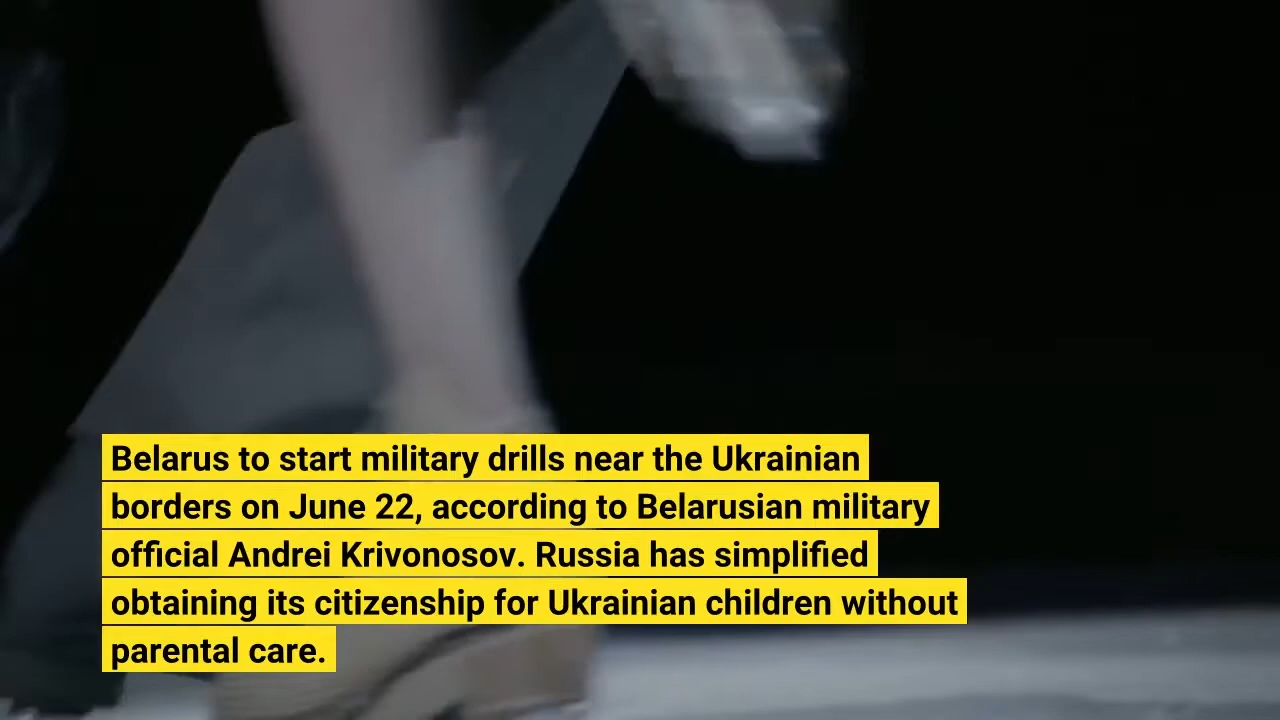 Belarus to start military drills near the Ukrainian
borders on June 22, according to Belarusian military
official Andrei Krivonosov. Russia has simplified
obtaining its citizenship for Ukrainian children without
parental care.